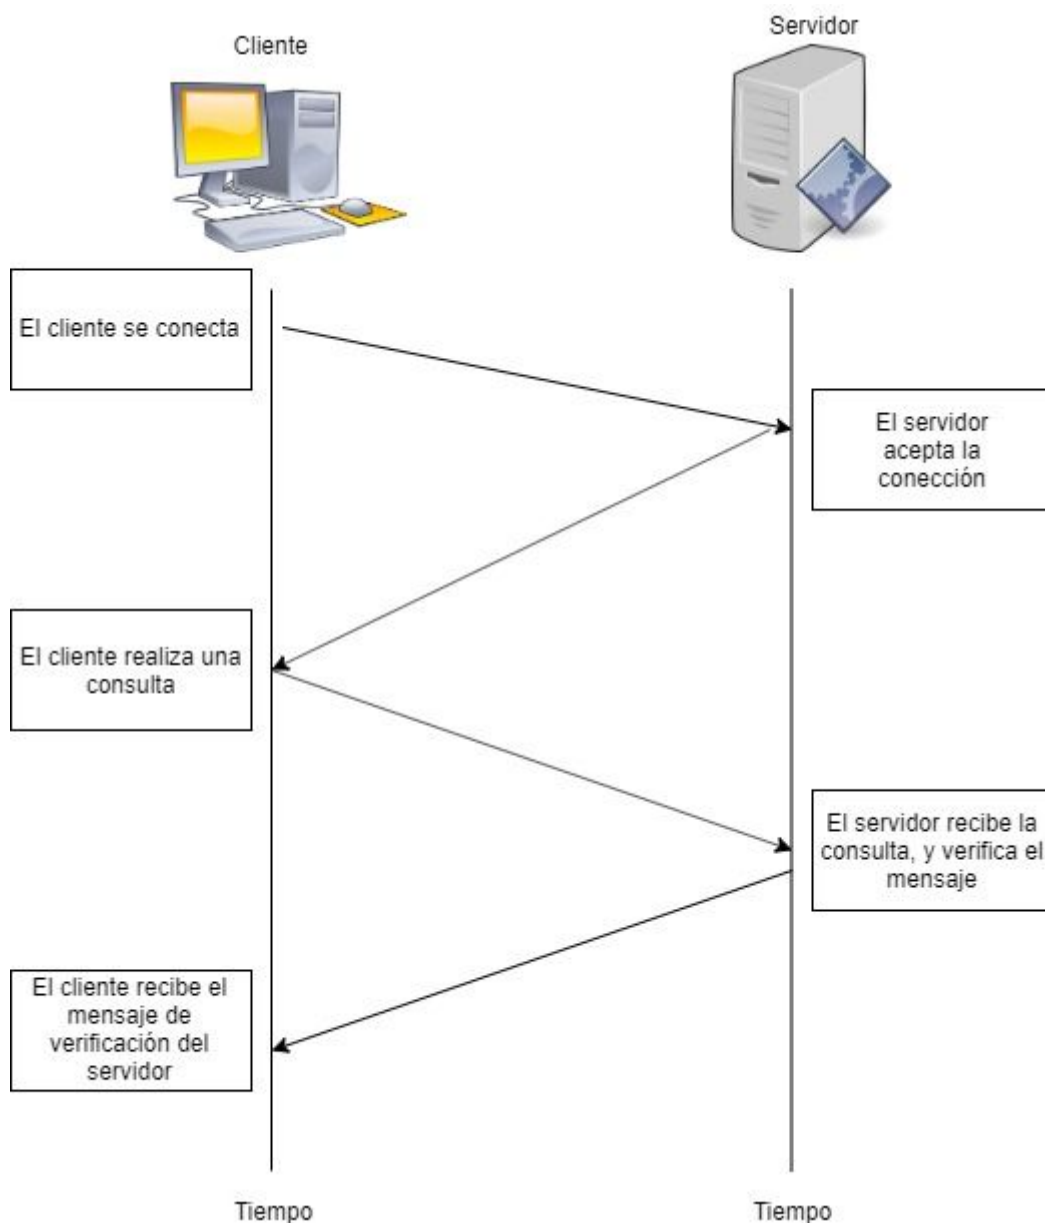 Cliente
Servidor
El cliente se conecta
El servidor
acepta la
conección
El cliente realiza una
consulta
El servidor recibe la
consulta, y verifica el
mensaje
El cliente recibe el
mensaje de
verificación del
servidor
Tiempo
Tiempo